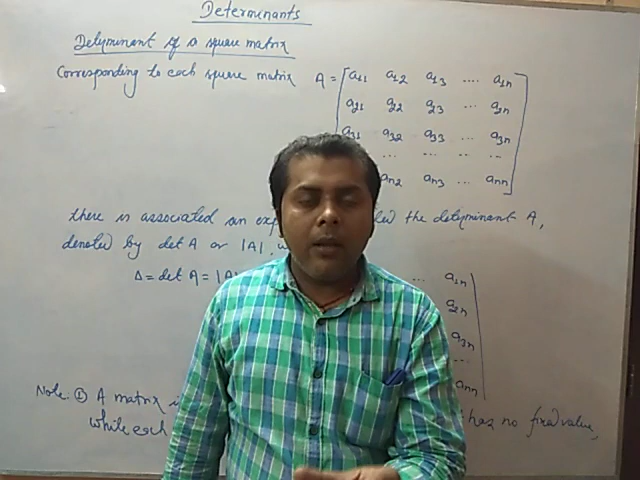 Determinants
Determinant of a square matrix
Corresponding to each square matrix A = [a11 a12 a13 .... a1n
a21 a22 a23 ... a2n
a31 a32 a33 ... a3n
... ... ... ...
an2 an3 ... ann]
there is associated an the determinant A,
denoted by det A or |A|,
Δ = det A = |A| ... a1n
a2n
a3n
...
ann
Note. ① A matrix has no fixed value,
while each